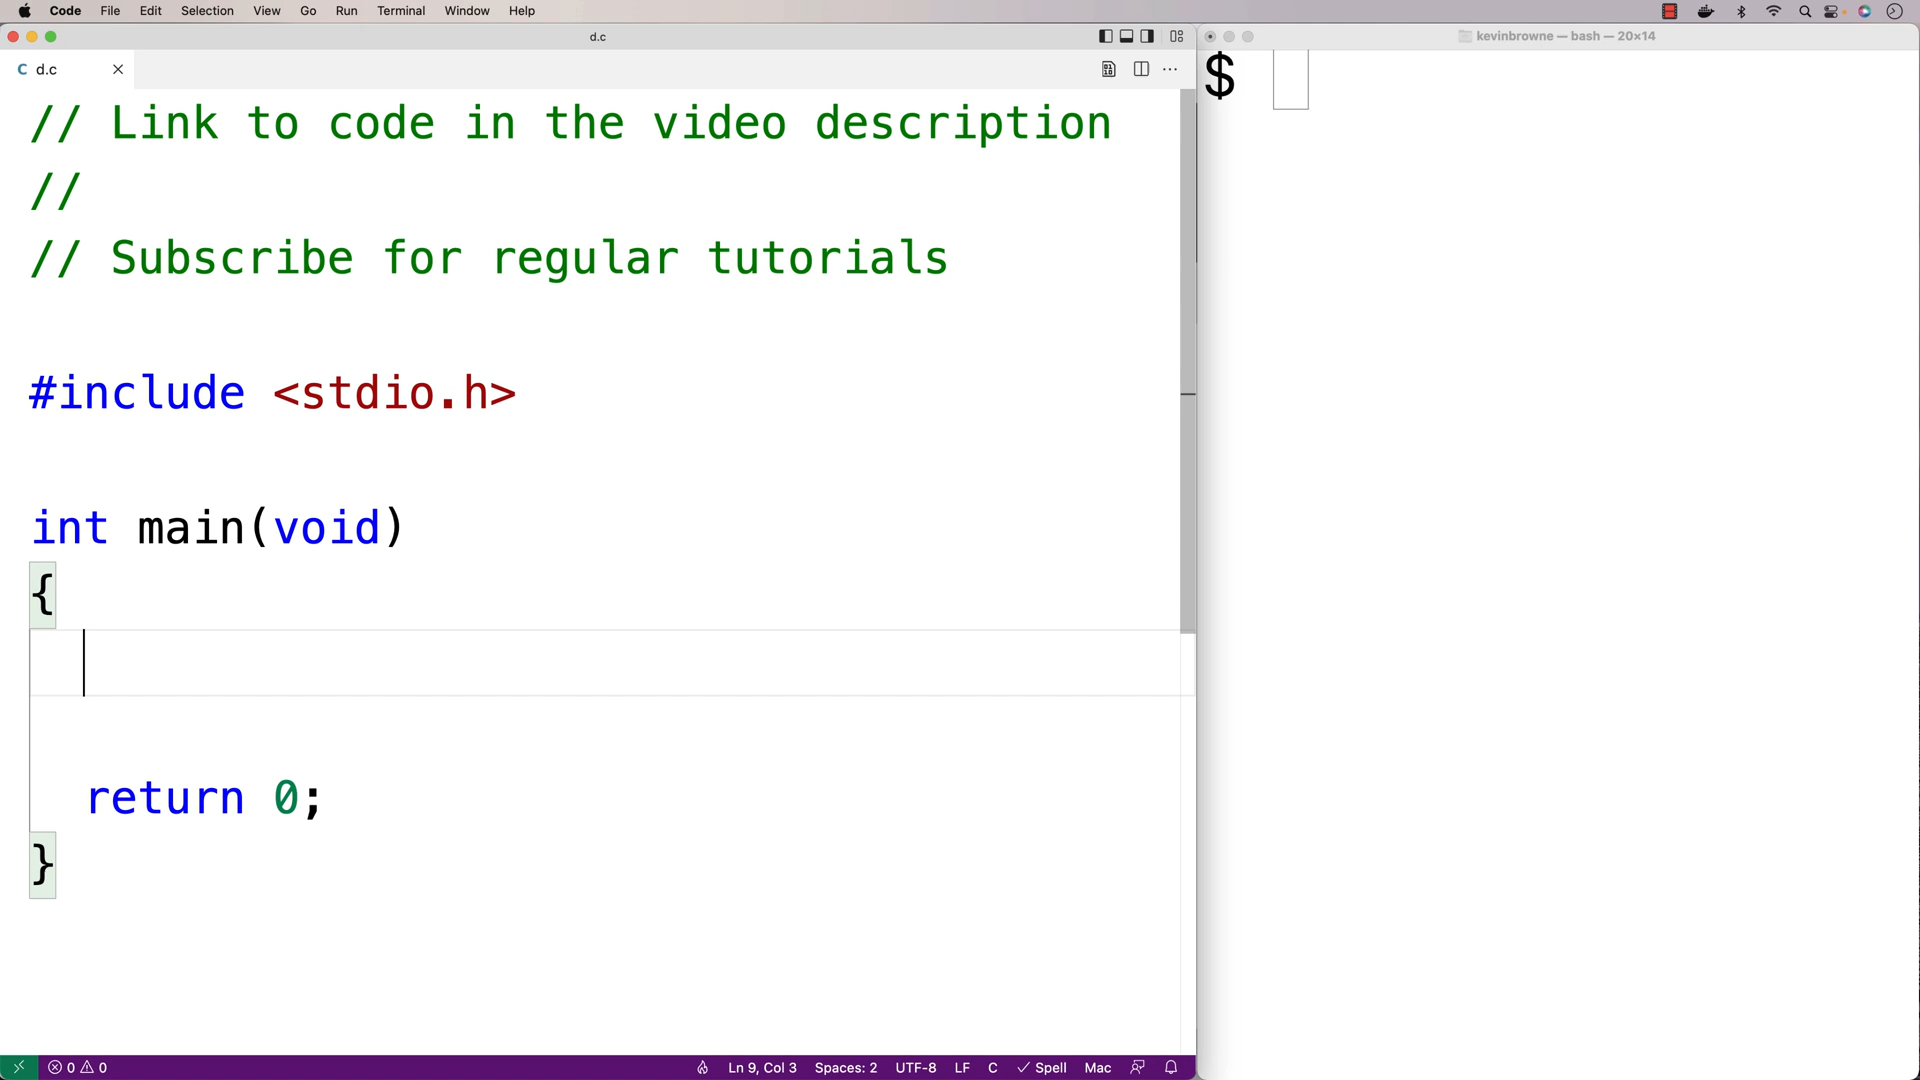 Code File Edit Selection View Go Run Terminal Window Help
d.c
kevinbrowne — bash — 20×14
C d.c
$
// Link to code in the video description
//
// Subscribe for regular tutorials
#include <stdio.h>
int main(void)
{
return 0;
}
0 0 Ln 9, Col 3 Spaces: 2 UTF-8 LF C Spell Mac